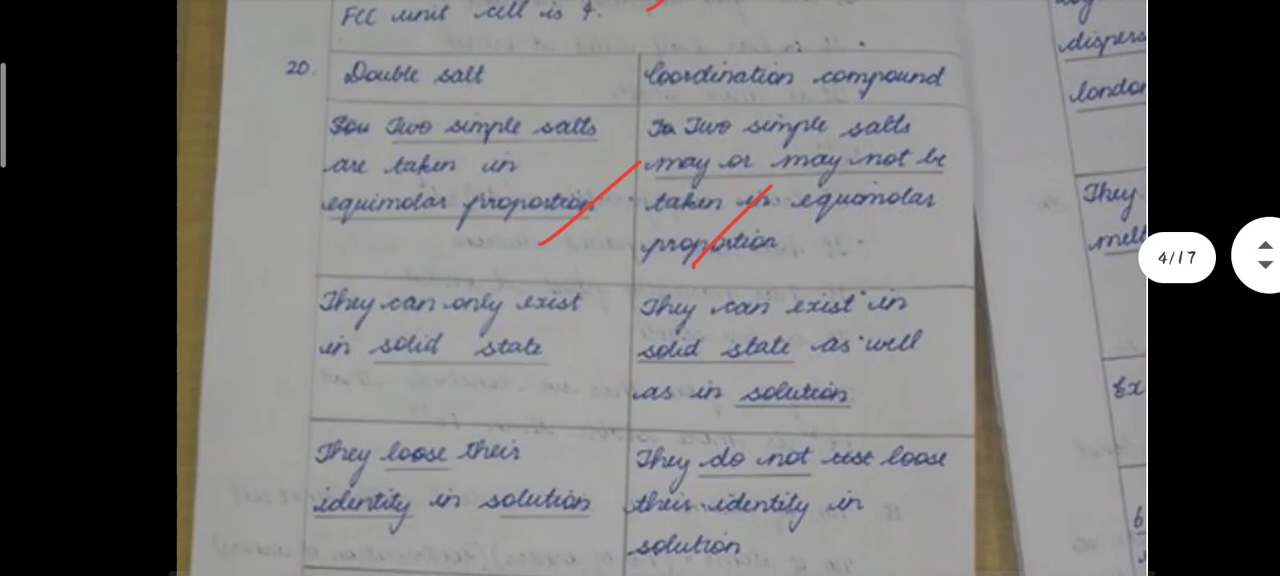 FCC unit cell is 4.
20.
Double salt
Coordination compound
Two simple salts
are taken in
equimolar proportion
Two simple salts
may or may not be
taken in equomolar
proportion
They can only exist
in solid state
They can exist in
solid state as well
as in solution
They loose their
identity in solution
They do not loose
their identity in
solution
dispers
london
They
melt
Ex
4/17